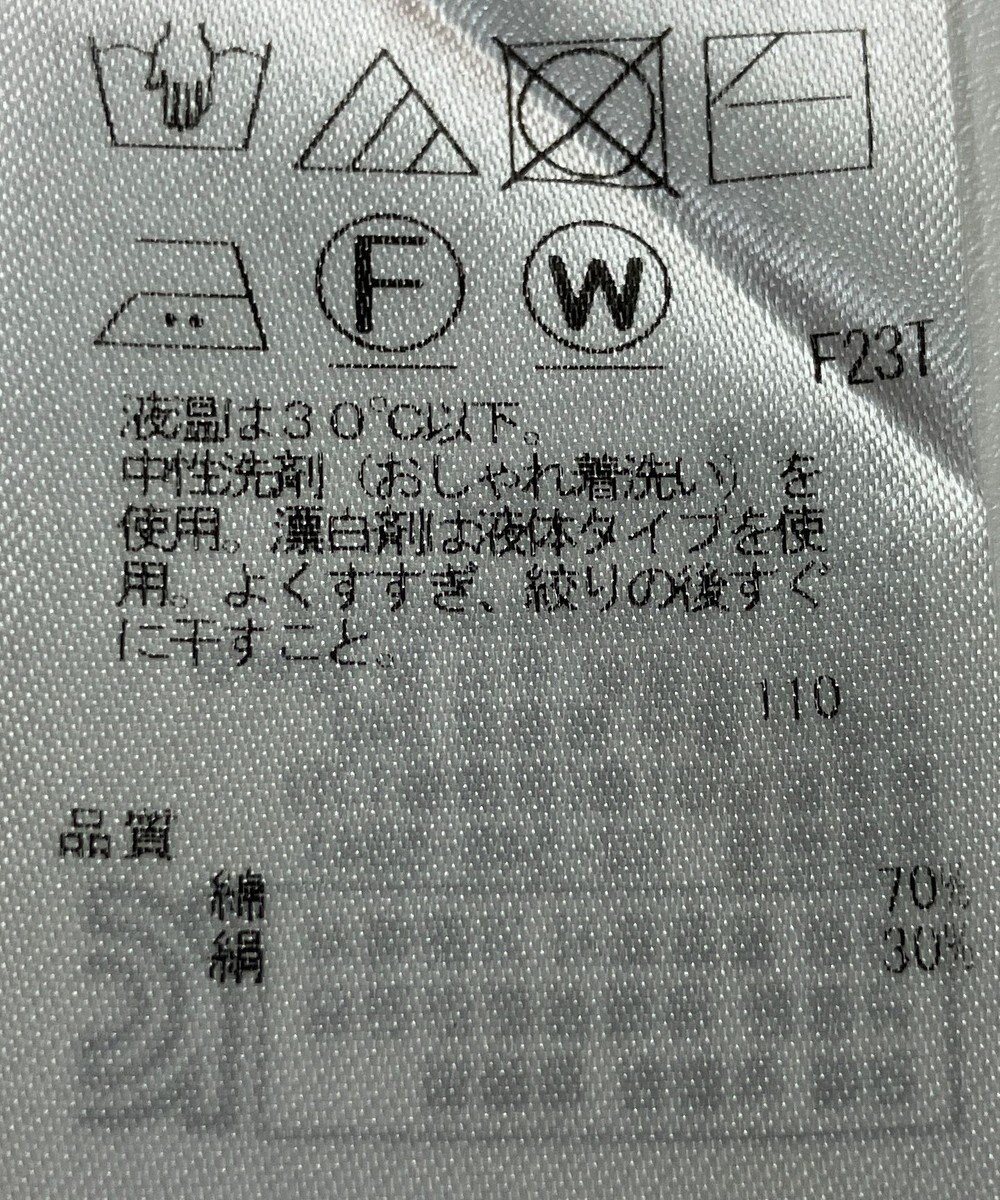 F
W
F23T
液温は３０℃以下。
中性洗剤（おしゃれ着洗い）を
使用。漂白剤は液体タイプを使
用。よくすすぎ、絞りの後すぐ
に干すこと。
110
品質
綿 70%
絹 30%